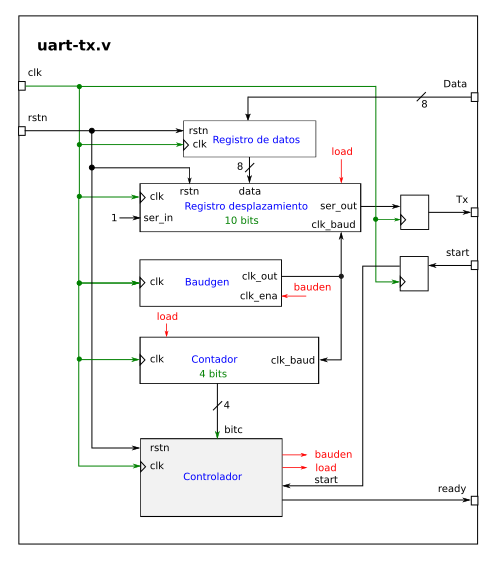 uart-tx.v
clk
Data
8
rstn
rstn
clk
Registro de datos
8
load
rstn
data
clk
Registro desplazamiento
ser_out
Tx
1
ser_in
10 bits
clk_baud
start
clk
Baudgen
clk_out
bauden
clk_ena
load
clk
Contador
clk_baud
4 bits
4
bitc
rstn
bauden
clk
load
Controlador
start
ready